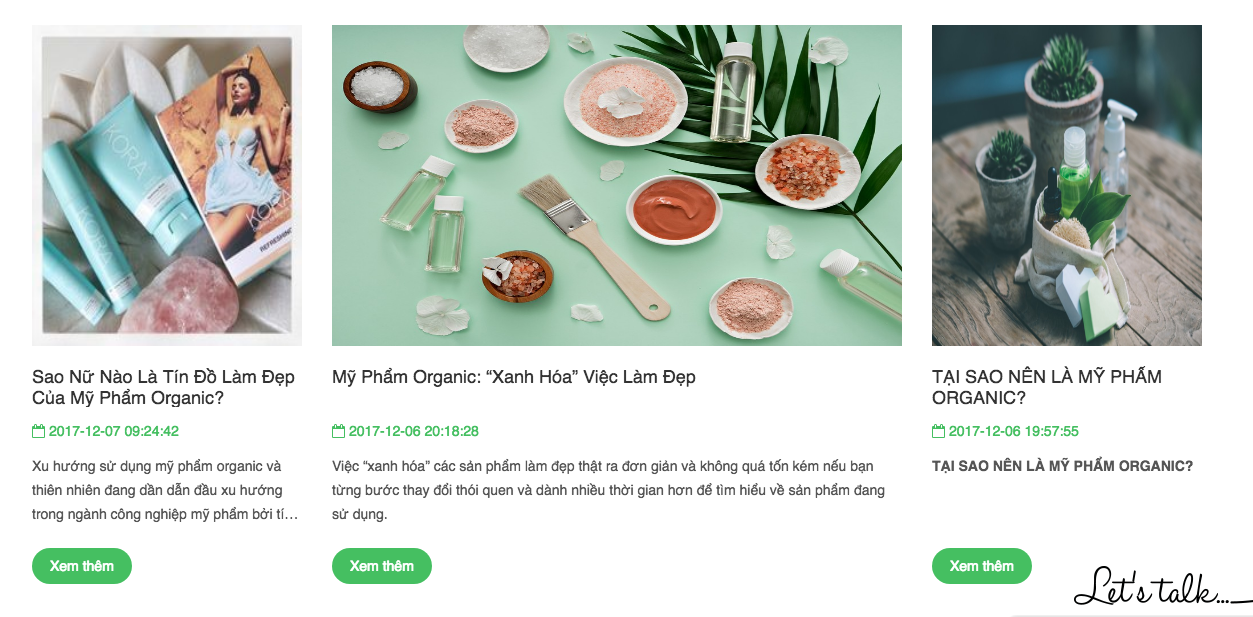 KORA
KORA
KORA
REFRESHING
Sao Nữ Nào Là Tín Đồ Làm Đẹp
Của Mỹ Phẩm Organic?
2017-12-07 09:24:42
Xu hướng sử dụng mỹ phẩm organic và
thiên nhiên đang dần dẫn đầu xu hướng
trong ngành công nghiệp mỹ phẩm bởi tí…
Xem thêm
Mỹ Phẩm Organic: “Xanh Hóa” Việc Làm Đẹp
2017-12-06 20:18:28
Việc “xanh hóa” các sản phẩm làm đẹp thật ra đơn giản và không quá tốn kém nếu bạn
từng bước thay đổi thói quen và dành nhiều thời gian hơn để tìm hiểu về sản phẩm đang
sử dụng.
Xem thêm
TẠI SAO NÊN LÀ MỸ PHẨM
ORGANIC?
2017-12-06 19:57:55
TẠI SAO NÊN LÀ MỸ PHẨM ORGANIC?
Xem thêm
Let's talk...